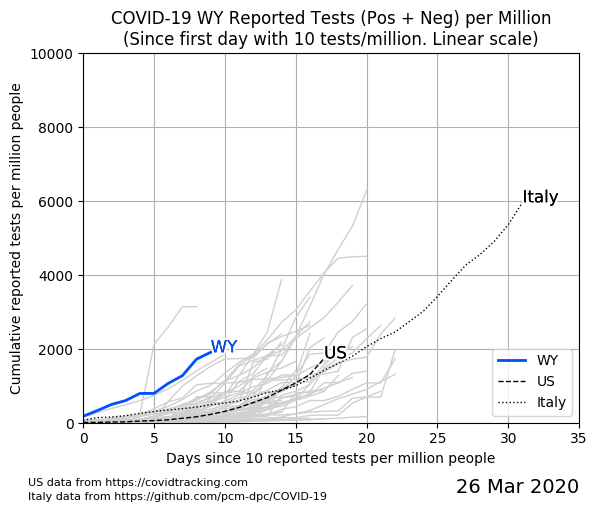 COVID-19 WY Reported Tests (Pos + Neg) per Million
(Since first day with 10 tests/million. Linear scale)
Cumulative reported tests per million people
10000
8000
6000
4000
2000
0
Italy
WY
US
WY
US
Italy
0 5 10 15 20 25 30 35
Days since 10 reported tests per million people
US data from https://covidtracking.com
Italy data from https://github.com/pcm-dpc/COVID-19
26 Mar 2020